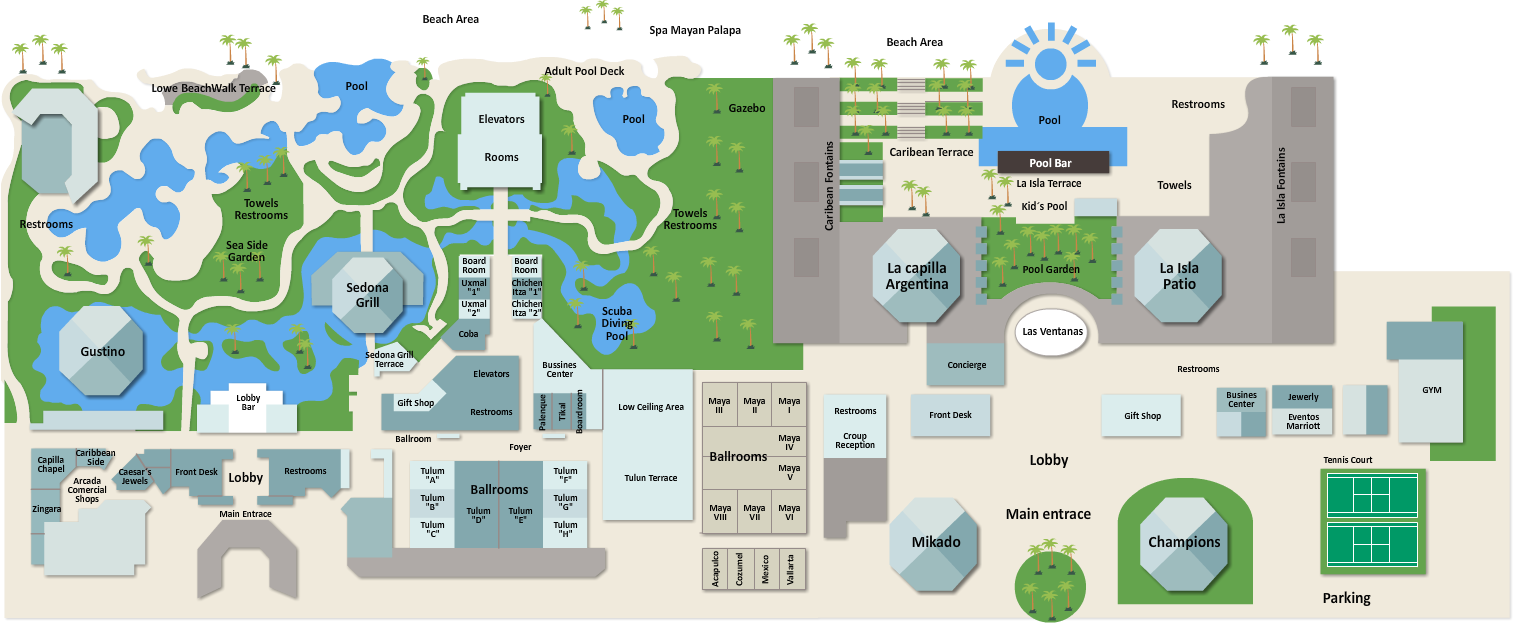 Beach Area
Spa Mayan Palapa
Beach Area
Adult Pool Deck
Lowe BeachWalk Terrace
Pool
Elevators
Rooms
Pool
Gazebo
Caribean Fontains
Caribean Terrace
Pool
Pool Bar
La Isla Terrace
Kid´s Pool
Restrooms
Towels
La Isla Fontains
Restrooms
Towels
Restrooms
Sea Side
Garden
Towels
Restrooms
Sedona
Grill
Board
Room
Uxmal
"1"
Uxmal
"2"
Coba
Board
Room
Chichen
Itza "1"
Chichen
Itza "2"
Scuba
Diving
Pool
La capilla
Argentina
Pool Garden
La Isla
Patio
Las Ventanas
Gustino
Sedona Grill
Terrace
Lobby
Bar
Gift Shop
Elevators
Restrooms
Bussines
Center
Palenque
Tikal
Boardroom
Low Ceiling Area
Tulun Terrace
Ballroom
Foyer
Concierge
Restrooms
Croup
Reception
Front Desk
Gift Shop
Restrooms
Busines
Center
Jewerly
Eventos
Marriott
GYM
Maya
III
Maya
II
Maya
I
Maya
IV
Ballrooms
Maya
V
Maya
VIII
Maya
VII
Maya
VI
Acapulco
Cozumel
Mexico
Vallarta
Capilla
Chapel
Caribbean
Side
Arcada
Comercial
Shops
Caesar´s
Jewels
Zingara
Front Desk
Lobby
Restrooms
Main Entrace
Tulum
"A"
Tulum
"B"
Tulum
"C"
Ballrooms
Tulum
"D"
Tulum
"E"
Tulum
"F"
Tulum
"G"
Tulum
"H"
Lobby
Main entrace
Mikado
Champions
Tennis Court
Parking